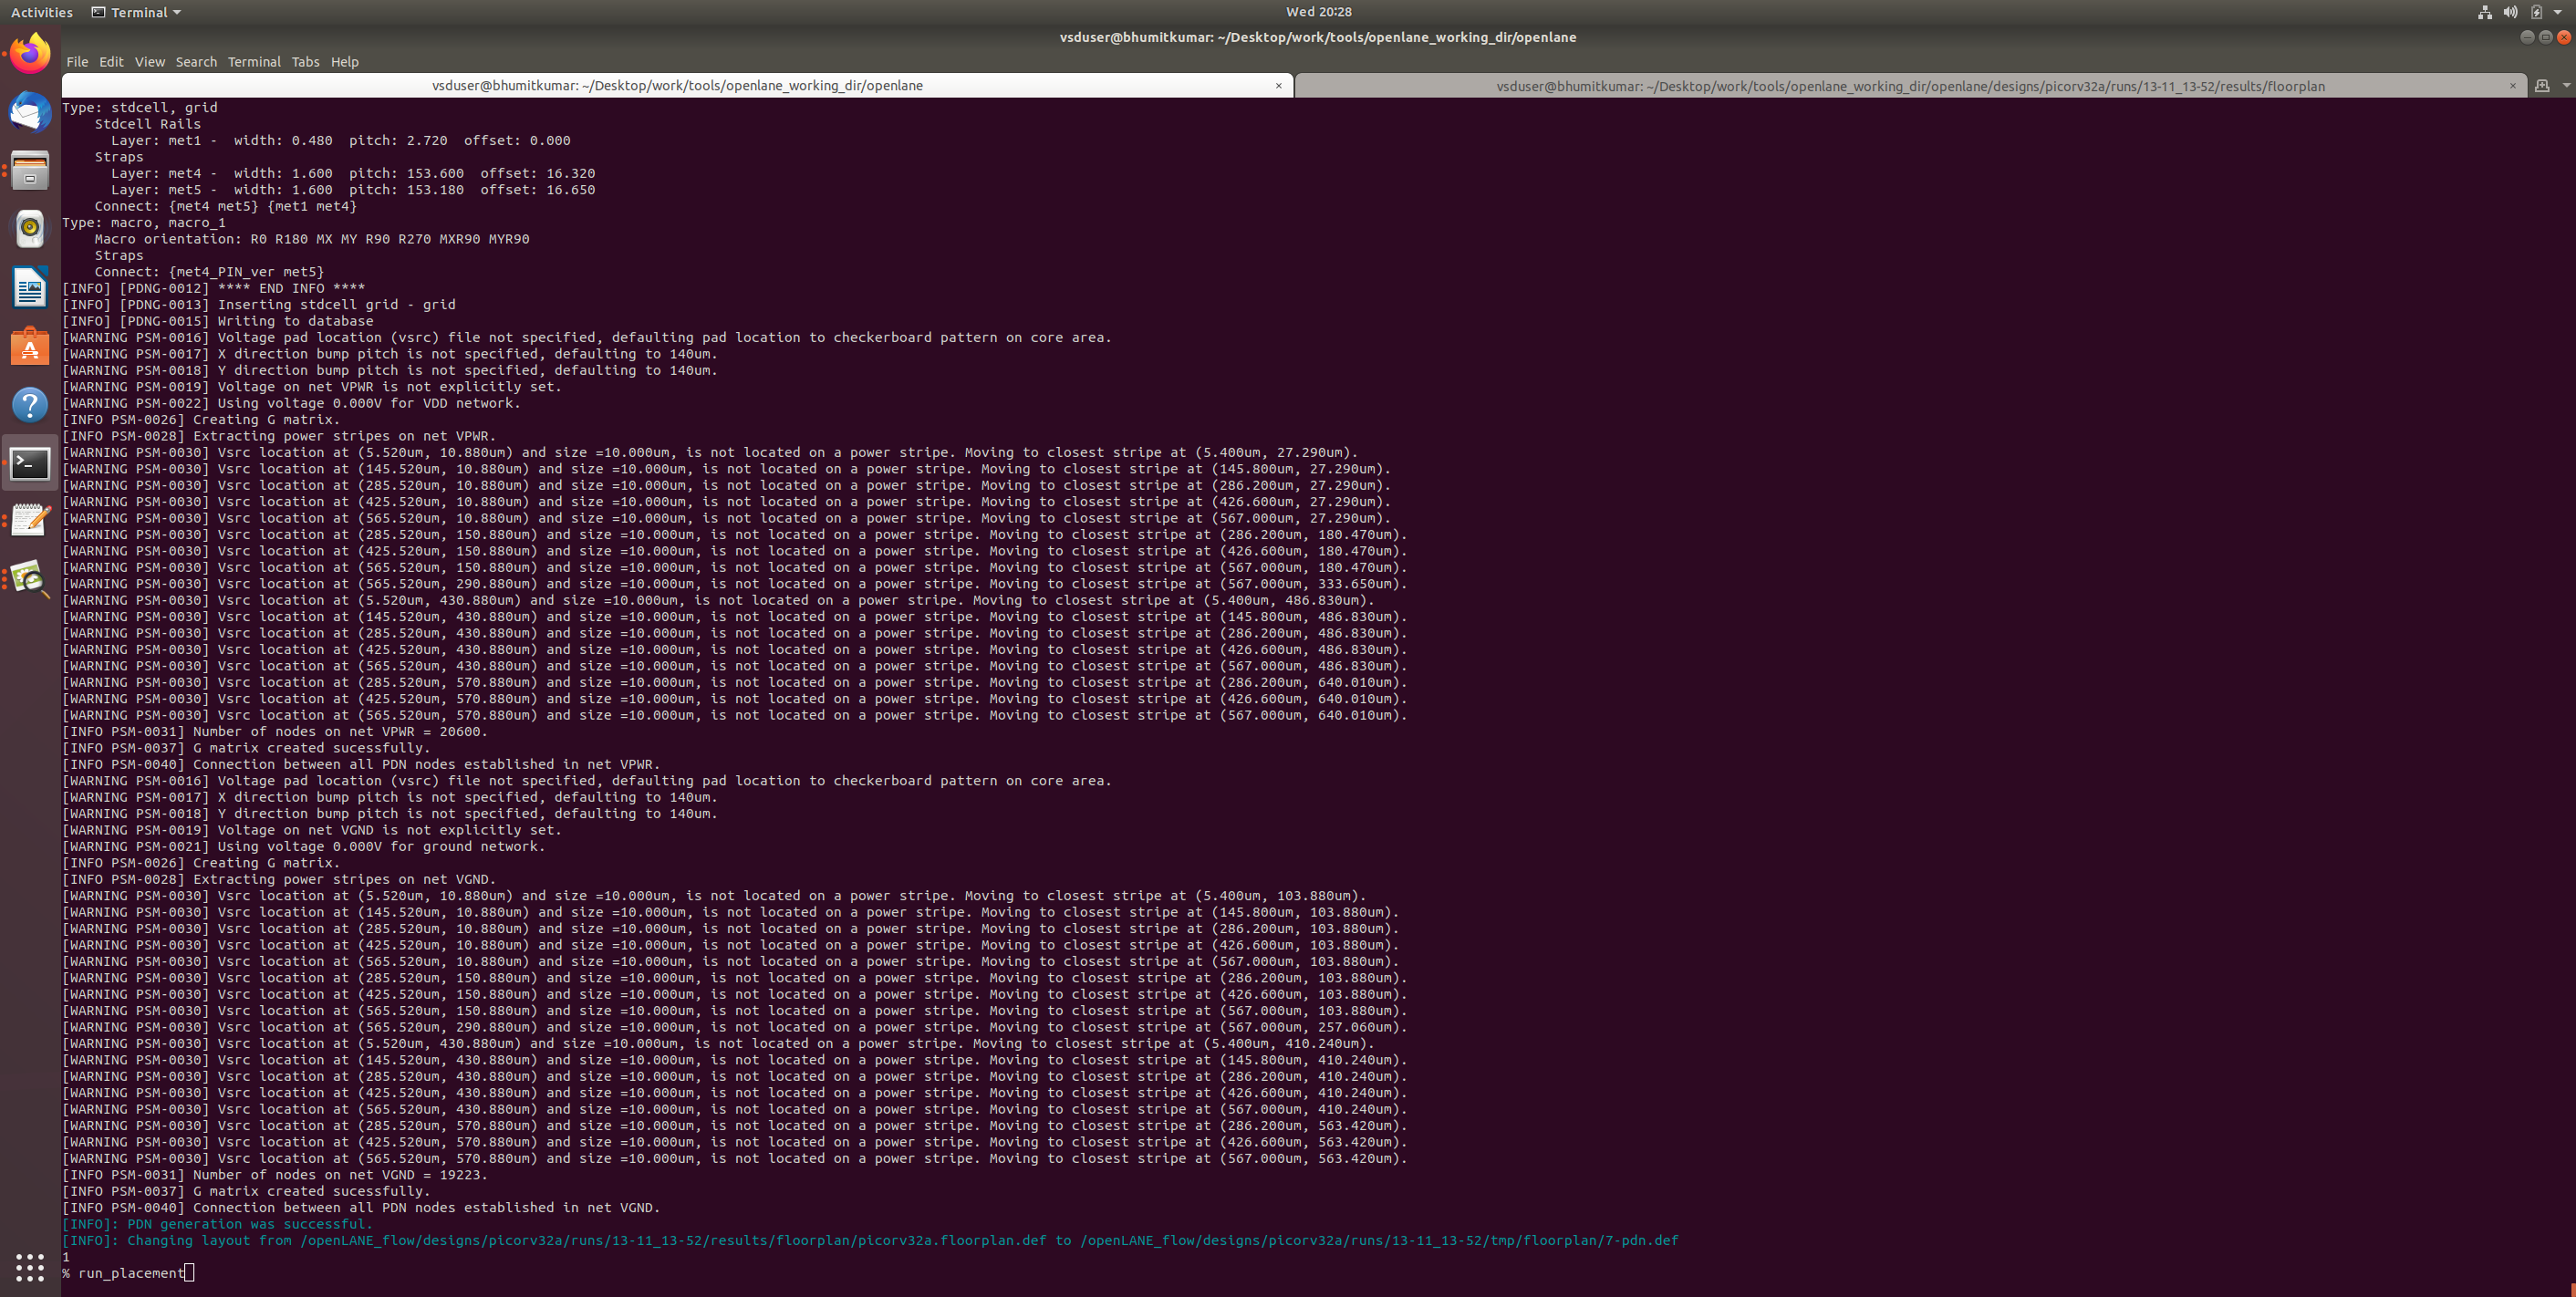 Activities
Terminal
Wed 20:28
vsduser@bhumitkumar: ~/Desktop/work/tools/openlane_working_dir/openlane
File Edit View Search Terminal Tabs Help
vsduser@bhumitkumar: ~/Desktop/work/tools/openlane_working_dir/openlane ×
vsduser@bhumitkumar: ~/Desktop/work/tools/openlane_working_dir/openlane/designs/picorv32a/runs/13-11_13-52/results/floorplan ×
Type: stdcell, grid
    Stdcell Rails
      Layer: met1 -  width: 0.480  pitch: 2.720  offset: 0.000
    Straps
      Layer: met4 -  width: 1.600  pitch: 153.600  offset: 16.320
      Layer: met5 -  width: 1.600  pitch: 153.180  offset: 16.650
    Connect: {met4 met5} {met1 met4}
Type: macro, macro_1
    Macro orientation: R0 R180 MX MY R90 R270 MXR90 MYR90
    Straps
    Connect: {met4_PIN_ver met5}
[INFO] [PDNG-0012] **** END INFO ****
[INFO] [PDNG-0013] Inserting stdcell grid - grid
[INFO] [PDNG-0015] Writing to database
[WARNING PSM-0016] Voltage pad location (vsrc) file not specified, defaulting pad location to checkerboard pattern on core area.
[WARNING PSM-0017] X direction bump pitch is not specified, defaulting to 140um.
[WARNING PSM-0018] Y direction bump pitch is not specified, defaulting to 140um.
[WARNING PSM-0019] Voltage on net VPWR is not explicitly set.
[WARNING PSM-0022] Using voltage 0.000V for VDD network.
[INFO PSM-0026] Creating G matrix.
[INFO PSM-0028] Extracting power stripes on net VPWR.
[WARNING PSM-0030] Vsrc location at (5.520um, 10.880um) and size =10.000um, is not located on a power stripe. Moving to closest stripe at (5.400um, 27.290um).
[WARNING PSM-0030] Vsrc location at (145.520um, 10.880um) and size =10.000um, is not located on a power stripe. Moving to closest stripe at (145.800um, 27.290um).
[WARNING PSM-0030] Vsrc location at (285.520um, 10.880um) and size =10.000um, is not located on a power stripe. Moving to closest stripe at (286.200um, 27.290um).
[WARNING PSM-0030] Vsrc location at (425.520um, 10.880um) and size =10.000um, is not located on a power stripe. Moving to closest stripe at (426.600um, 27.290um).
[WARNING PSM-0030] Vsrc location at (565.520um, 10.880um) and size =10.000um, is not located on a power stripe. Moving to closest stripe at (567.000um, 27.290um).
[WARNING PSM-0030] Vsrc location at (285.520um, 150.880um) and size =10.000um, is not located on a power stripe. Moving to closest stripe at (286.200um, 180.470um).
[WARNING PSM-0030] Vsrc location at (425.520um, 150.880um) and size =10.000um, is not located on a power stripe. Moving to closest stripe at (426.600um, 180.470um).
[WARNING PSM-0030] Vsrc location at (565.520um, 150.880um) and size =10.000um, is not located on a power stripe. Moving to closest stripe at (567.000um, 180.470um).
[WARNING PSM-0030] Vsrc location at (565.520um, 290.880um) and size =10.000um, is not located on a power stripe. Moving to closest stripe at (567.000um, 333.650um).
[WARNING PSM-0030] Vsrc location at (5.520um, 430.880um) and size =10.000um, is not located on a power stripe. Moving to closest stripe at (5.400um, 486.830um).
[WARNING PSM-0030] Vsrc location at (145.520um, 430.880um) and size =10.000um, is not located on a power stripe. Moving to closest stripe at (145.800um, 486.830um).
[WARNING PSM-0030] Vsrc location at (285.520um, 430.880um) and size =10.000um, is not located on a power stripe. Moving to closest stripe at (286.200um, 486.830um).
[WARNING PSM-0030] Vsrc location at (425.520um, 430.880um) and size =10.000um, is not located on a power stripe. Moving to closest stripe at (426.600um, 486.830um).
[WARNING PSM-0030] Vsrc location at (565.520um, 430.880um) and size =10.000um, is not located on a power stripe. Moving to closest stripe at (567.000um, 486.830um).
[WARNING PSM-0030] Vsrc location at (285.520um, 570.880um) and size =10.000um, is not located on a power stripe. Moving to closest stripe at (286.200um, 640.010um).
[WARNING PSM-0030] Vsrc location at (425.520um, 570.880um) and size =10.000um, is not located on a power stripe. Moving to closest stripe at (426.600um, 640.010um).
[WARNING PSM-0030] Vsrc location at (565.520um, 570.880um) and size =10.000um, is not located on a power stripe. Moving to closest stripe at (567.000um, 640.010um).
[INFO PSM-0031] Number of nodes on net VPWR = 20600.
[INFO PSM-0037] G matrix created sucessfully.
[INFO PSM-0040] Connection between all PDN nodes established in net VPWR.
[WARNING PSM-0016] Voltage pad location (vsrc) file not specified, defaulting pad location to checkerboard pattern on core area.
[WARNING PSM-0017] X direction bump pitch is not specified, defaulting to 140um.
[WARNING PSM-0018] Y direction bump pitch is not specified, defaulting to 140um.
[WARNING PSM-0019] Voltage on net VGND is not explicitly set.
[WARNING PSM-0021] Using voltage 0.000V for ground network.
[INFO PSM-0026] Creating G matrix.
[INFO PSM-0028] Extracting power stripes on net VGND.
[WARNING PSM-0030] Vsrc location at (5.520um, 10.880um) and size =10.000um, is not located on a power stripe. Moving to closest stripe at (5.400um, 103.880um).
[WARNING PSM-0030] Vsrc location at (145.520um, 10.880um) and size =10.000um, is not located on a power stripe. Moving to closest stripe at (145.800um, 103.880um).
[WARNING PSM-0030] Vsrc location at (285.520um, 10.880um) and size =10.000um, is not located on a power stripe. Moving to closest stripe at (286.200um, 103.880um).
[WARNING PSM-0030] Vsrc location at (425.520um, 10.880um) and size =10.000um, is not located on a power stripe. Moving to closest stripe at (426.600um, 103.880um).
[WARNING PSM-0030] Vsrc location at (565.520um, 10.880um) and size =10.000um, is not located on a power stripe. Moving to closest stripe at (567.000um, 103.880um).
[WARNING PSM-0030] Vsrc location at (285.520um, 150.880um) and size =10.000um, is not located on a power stripe. Moving to closest stripe at (286.200um, 103.880um).
[WARNING PSM-0030] Vsrc location at (425.520um, 150.880um) and size =10.000um, is not located on a power stripe. Moving to closest stripe at (426.600um, 103.880um).
[WARNING PSM-0030] Vsrc location at (565.520um, 150.880um) and size =10.000um, is not located on a power stripe. Moving to closest stripe at (567.000um, 103.880um).
[WARNING PSM-0030] Vsrc location at (565.520um, 290.880um) and size =10.000um, is not located on a power stripe. Moving to closest stripe at (567.000um, 257.060um).
[WARNING PSM-0030] Vsrc location at (5.520um, 430.880um) and size =10.000um, is not located on a power stripe. Moving to closest stripe at (5.400um, 410.240um).
[WARNING PSM-0030] Vsrc location at (145.520um, 430.880um) and size =10.000um, is not located on a power stripe. Moving to closest stripe at (145.800um, 410.240um).
[WARNING PSM-0030] Vsrc location at (285.520um, 430.880um) and size =10.000um, is not located on a power stripe. Moving to closest stripe at (286.200um, 410.240um).
[WARNING PSM-0030] Vsrc location at (425.520um, 430.880um) and size =10.000um, is not located on a power stripe. Moving to closest stripe at (426.600um, 410.240um).
[WARNING PSM-0030] Vsrc location at (565.520um, 430.880um) and size =10.000um, is not located on a power stripe. Moving to closest stripe at (567.000um, 410.240um).
[WARNING PSM-0030] Vsrc location at (285.520um, 570.880um) and size =10.000um, is not located on a power stripe. Moving to closest stripe at (286.200um, 563.420um).
[WARNING PSM-0030] Vsrc location at (425.520um, 570.880um) and size =10.000um, is not located on a power stripe. Moving to closest stripe at (426.600um, 563.420um).
[WARNING PSM-0030] Vsrc location at (565.520um, 570.880um) and size =10.000um, is not located on a power stripe. Moving to closest stripe at (567.000um, 563.420um).
[INFO PSM-0031] Number of nodes on net VGND = 19223.
[INFO PSM-0037] G matrix created sucessfully.
[INFO PSM-0040] Connection between all PDN nodes established in net VGND.
[INFO]: PDN generation was successful.
[INFO]: Changing layout from /openLANE_flow/designs/picorv32a/runs/13-11_13-52/results/floorplan/picorv32a.floorplan.def to /openLANE_flow/designs/picorv32a/runs/13-11_13-52/tmp/floorplan/7-pdn.def
1
% run_placement